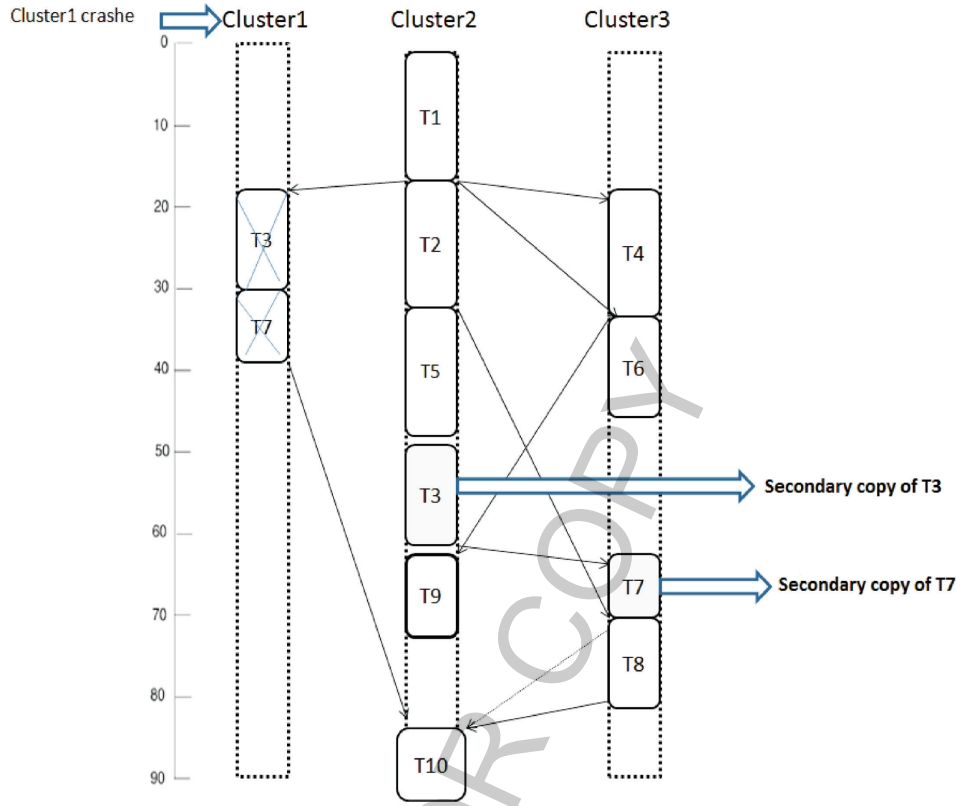 Cluster1 crashe
Cluster1 Cluster2 Cluster3
0
T1
10
20
T3 T2 T4
30
T7
T5 T6
40
50
T3 Secondary copy of T3
60
T9 T7 Secondary copy of T7
70
T8
80
T10
90
R COPY